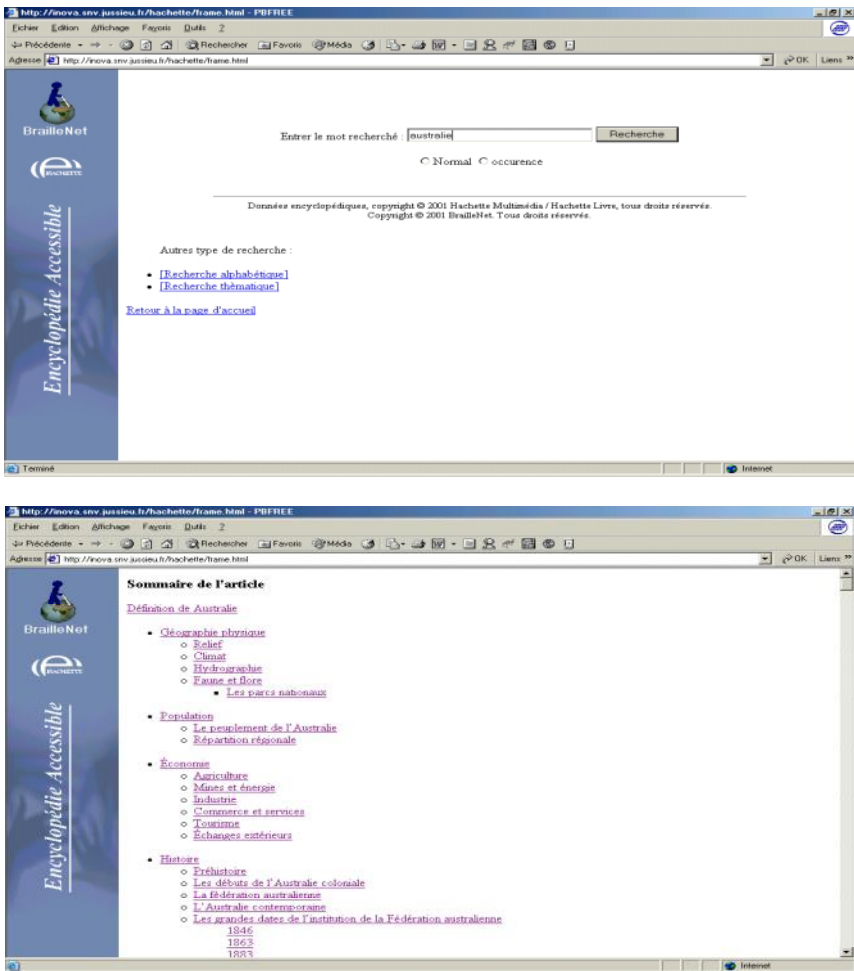 http://inova.snv.jussieu.fr/hachette/frame.html - PBFREE
Fichier Edition Affichage Favoris Outils ?
Précédente Rechercher Favoris Média
Adresse http://inova.snv.jussieu.fr/hachette/frame.html OK Liens »
BrailleNet
HACHETTE
Encyclopédie Accessible
Entrer le mot recherché : australie Recherche
Normal occurence
Données encyclopédiques, copyright © 2001 Hachette Multimédia / Hachette Livre, tous droits réservés.
Copyright © 2001 BrailleNet. Tous droits réservés.
Autres type de recherche :
[Recherche alphabétique]
[Recherche thèmatique]
Retour à la page d'accueil
Terminé Internet
http://inova.snv.jussieu.fr/hachette/frame.html - PBFREE
Fichier Edition Affichage Favoris Outils ?
Précédente Rechercher Favoris Média
Adresse http://inova.snv.jussieu.fr/hachette/frame.html OK Liens »
BrailleNet
HACHETTE
Encyclopédie Accessible
Sommaire de l'article
Définition de Australie
Géographie physique
Relief
Climat
Hydrographie
Faune et flore
Les parcs nationaux
Population
Le peuplement de l'Australie
Répartition régionale
Économie
Agriculture
Mines et énergie
Industrie
Commerce et services
Tourisme
Échanges extérieurs
Histoire
Préhistoire
Les débuts de l'Australie coloniale
La fédération australienne
L'Australie contemporaine
Les grandes dates de l'institution de la Fédération australienne
1846
1863
1883
Internet